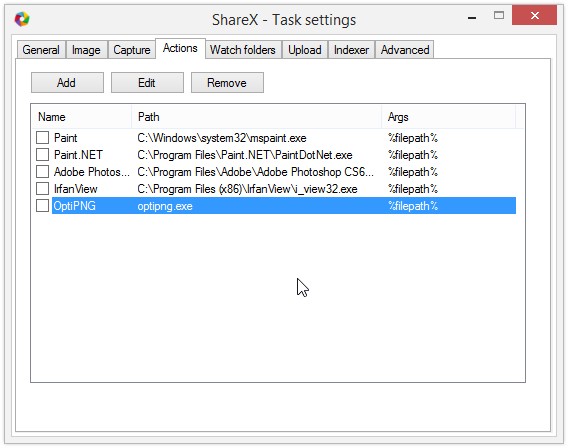 ShareX - Task settings
General Image Capture Actions Watch folders Upload Indexer Advanced
Add Edit Remove
Name Path Args
Paint C:\Windows\system32\mspaint.exe %filepath%
Paint.NET C:\Program Files\Paint.NET\PaintDotNet.exe %filepath%
Adobe Photos... C:\Program Files\Adobe\Adobe Photoshop CS6... %filepath%
IrfanView C:\Program Files (x86)\IrfanView\i_view32.exe %filepath%
OptiPNG optipng.exe %filepath%